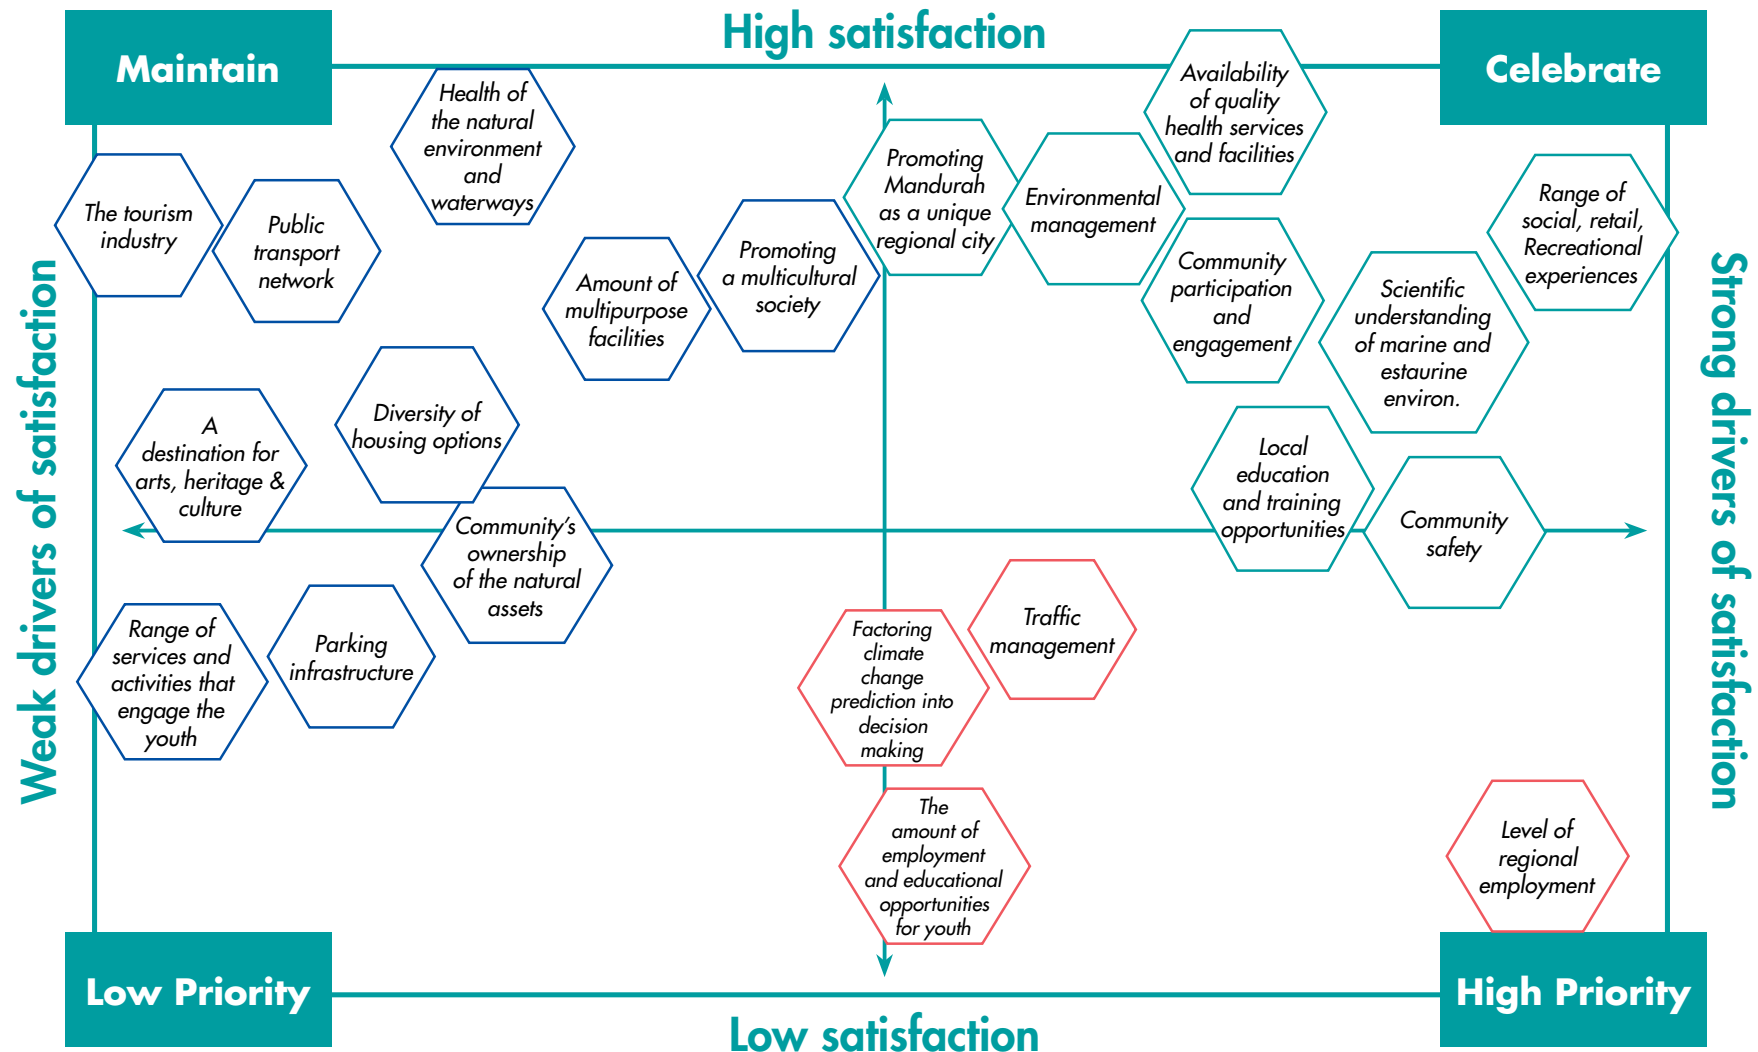 High satisfaction
Maintain
Celebrate
Health of
the natural
environment
and
waterways
Availability
of quality
health services
and facilities
Promoting
Mandurah
as a unique
regional city
Environmental
management
Range of
social, retail,
Recreational
experiences
The tourism
industry
Public
transport
network
Promoting
a multicultural
society
Amount of
multipurpose
facilities
Community
participation
and
engagement
Scientific
understanding
of marine and
estaurine
environ.
Weak drivers of satisfaction
Strong drivers of satisfaction
A
destination for
arts, heritage &
culture
Diversity of
housing options
Local
education
and training
opportunities
Community
safety
Community's
ownership
of the natural
assets
Range of
services and
activities that
engage the
youth
Parking
infrastructure
Factoring
climate
change
prediction into
decision
making
Traffic
management
The
amount of
employment
and educational
opportunities
for youth
Level of
regional
employment
Low Priority
High Priority
Low satisfaction